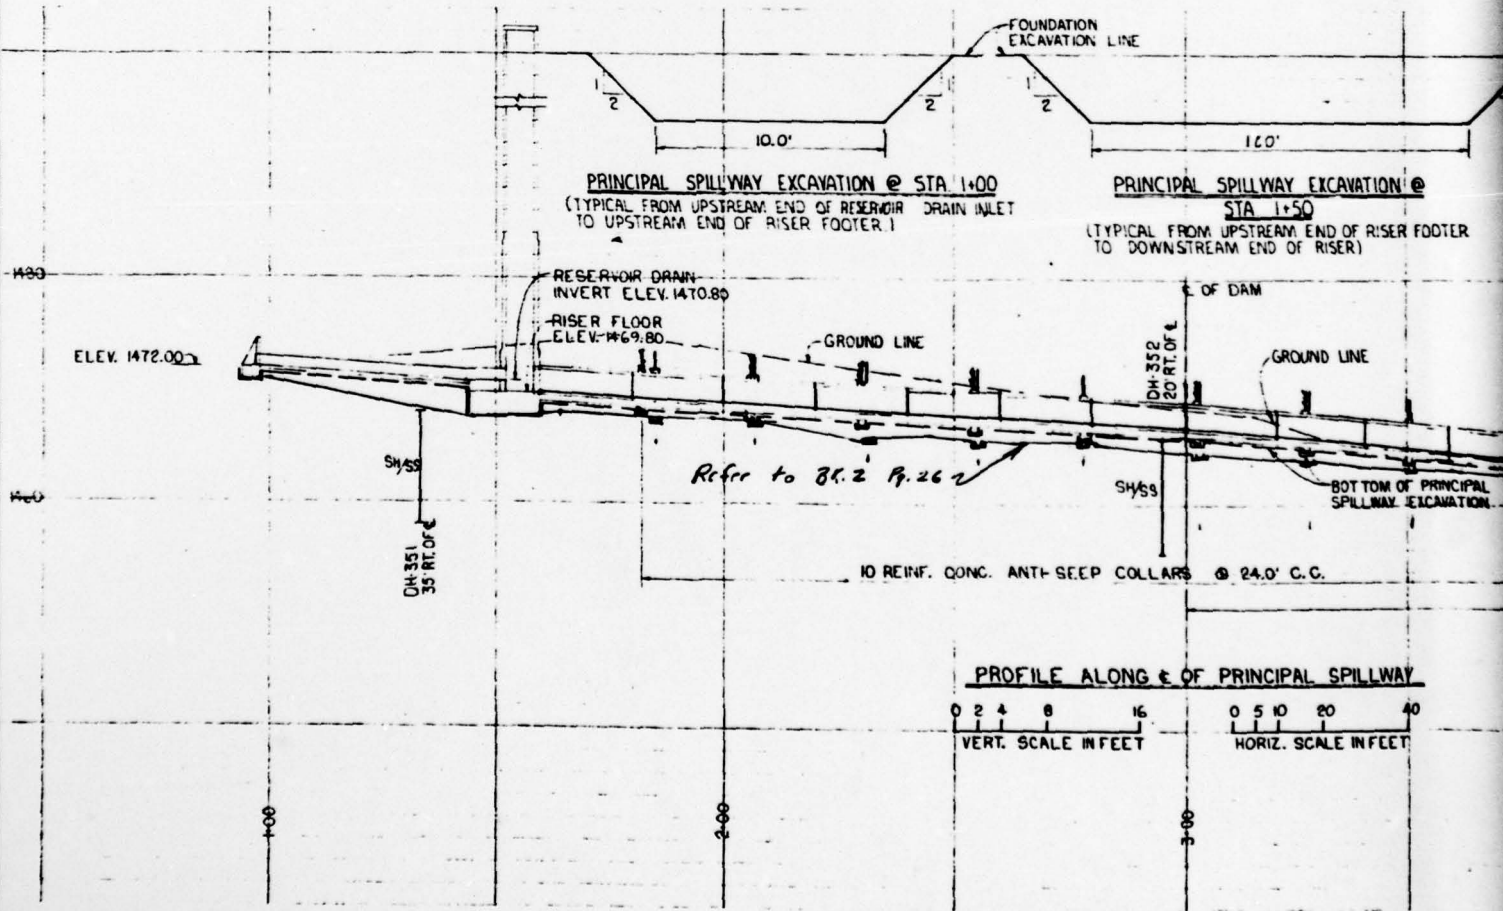 FOUNDATION
EXCAVATION LINE
1
2
1
2
1
2
10.0'
PRINCIPAL SPILLWAY EXCAVATION @ STA. 1+00
(TYPICAL FROM UPSTREAM END OF RESERVOIR DRAIN INLET
TO UPSTREAM END OF RISER FOOTER.)
PRINCIPAL SPILLWAY EXCAVATION @
STA 1+50
(TYPICAL FROM UPSTREAM END OF RISER FOOTER
TO DOWNSTREAM END OF RISER)
1480
RESERVOIR DRAIN
INVERT ELEV. 1470.80
RISER FLOOR
ELEV. 1469.80
℄ OF DAM
ELEV. 1472.00
GROUND LINE
DH-352
20' RT. OF ℄
GROUND LINE
SH/SS
Refer to BK.2 Pg. 26
SH/SS
BOTTOM OF PRINCIPAL
SPILLWAY EXCAVATION
1460
DH-351
35' RT. OF ℄
10 REINF. CONC. ANTI-SEEP COLLARS @ 24.0' C.C.
PROFILE ALONG ℄ OF PRINCIPAL SPILLWAY
0 2 4 8 16
VERT. SCALE IN FEET
0 5 10 20 40
HORIZ. SCALE IN FEET
1+00
2+00
3+00